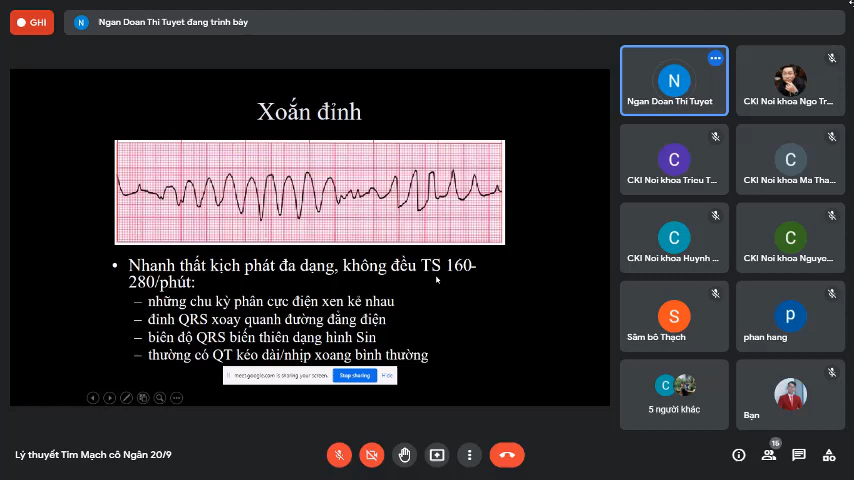 GHI
N
Ngan Doan Thi Tuyet đang trình bày
Xoắn đỉnh
• Nhanh thất kịch phát đa dạng, không đều TS 160-
280/phút:
– những chu kỳ phân cực điện xen kẻ nhau
– đỉnh QRS xoay quanh đường đẳng điện
– biên độ QRS biến thiên dạng hình Sin
– thường có QT kéo dài/nhịp xoang bình thường
meet.google.com is sharing your screen.
Stop sharing
Hide
N
Ngan Doan Thi Tuyet
CKI Noi khoa Ngo Tr...
C
CKI Noi khoa Trieu T...
C
CKI Noi khoa Ma Tha...
C
CKI Noi khoa Huynh ...
C
CKI Noi khoa Nguye...
S
Sầm bô Thạch
p
phan hang
C
5 người khác
Bạn
Lý thuyết Tim Mạch cô Ngân 20/9
15